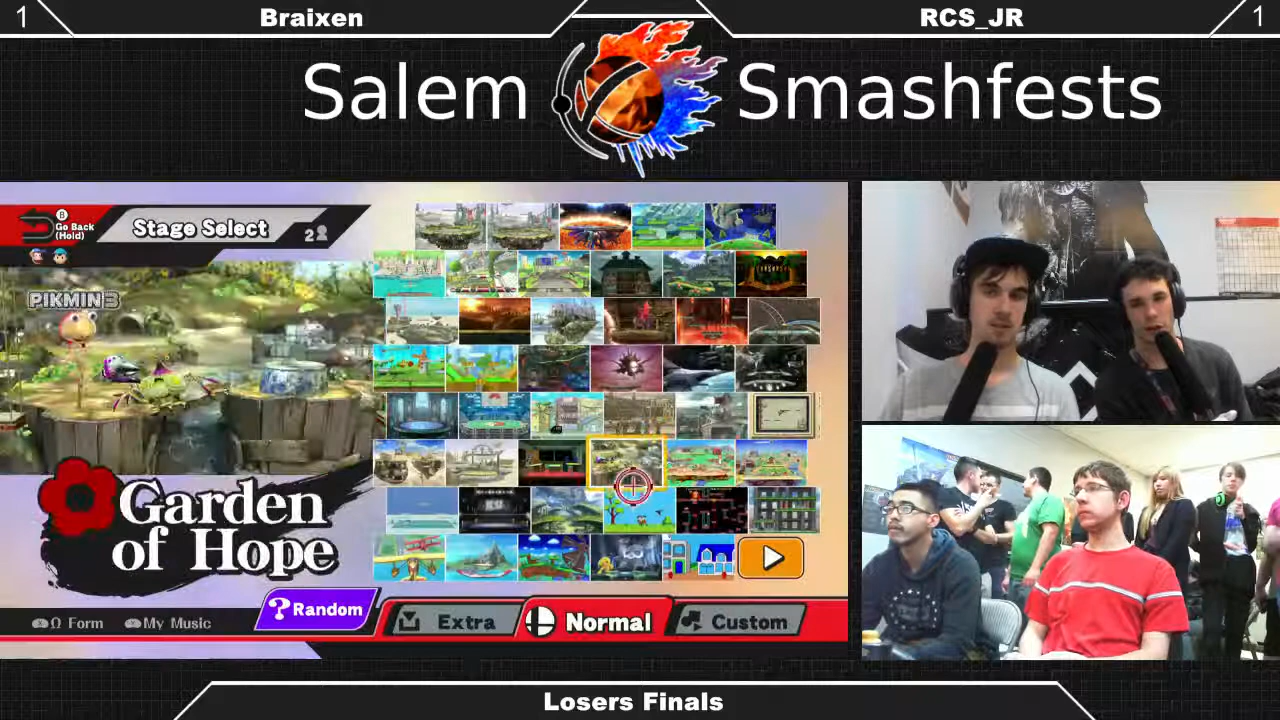 1
Braixen
RCS_JR
1
Salem Smashfests
B
Go Back
(Hold)
Stage Select
2
PIKMIN 3
Garden
of Hope
? Random
Ω Form
My Music
Extra
Normal
Custom
Losers Finals